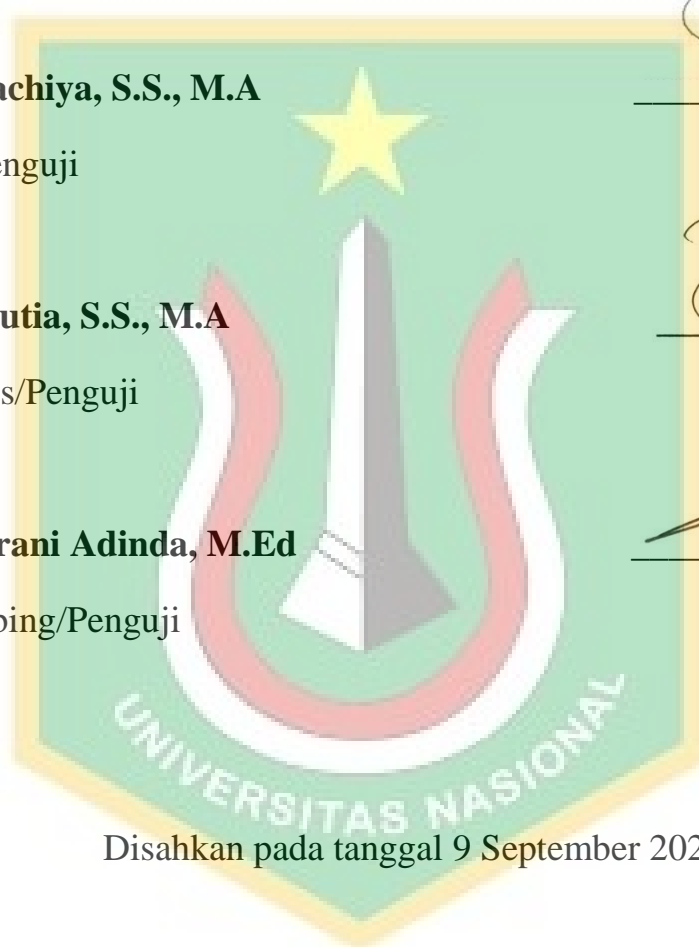 achiya, S.S., M.A
enguji
utia, S.S., M.A
s/Penguji
rani Adinda, M.Ed
bing/Penguji
UNIVERSITAS NASIONAL
Disahkan pada tanggal 9 September 202